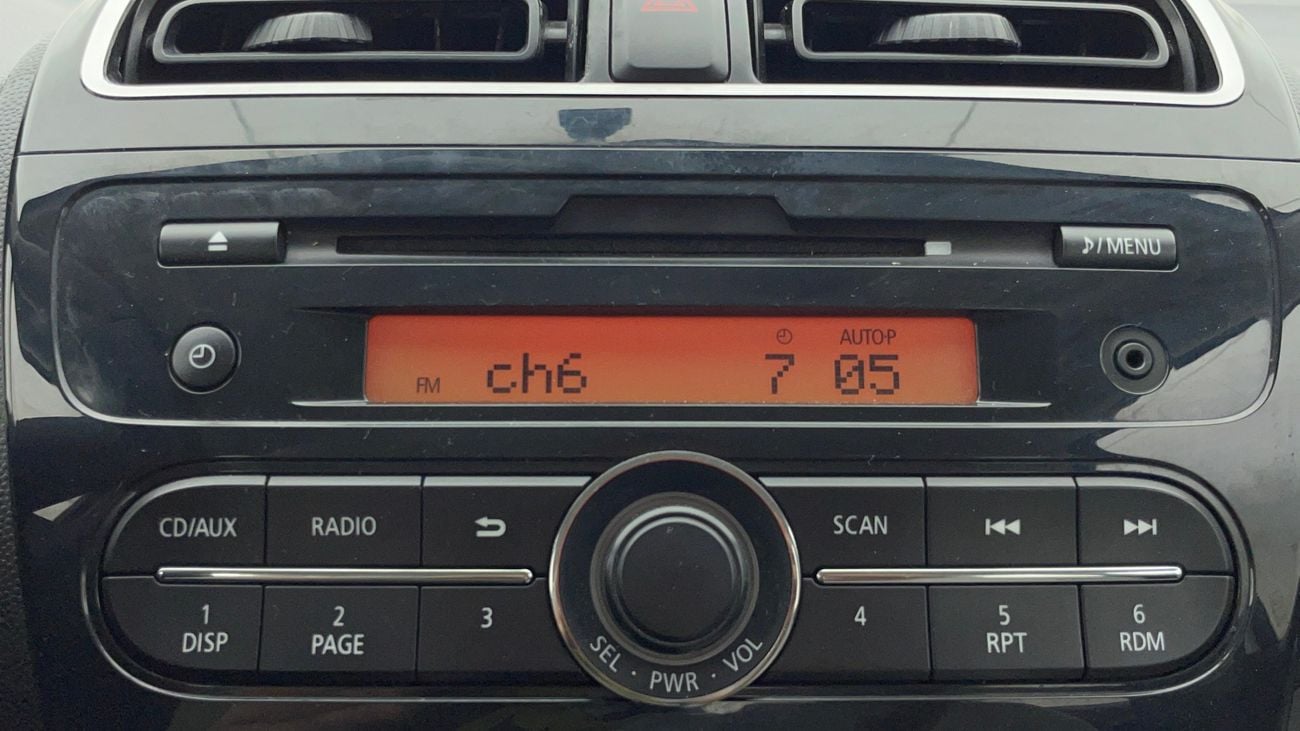 ♪/MENU
AUTO·P
FM ch6 7 05
CD/AUX RADIO SCAN
1 2 3 4 5 6
DISP PAGE RPT RDM
SEL · PWR · VOL